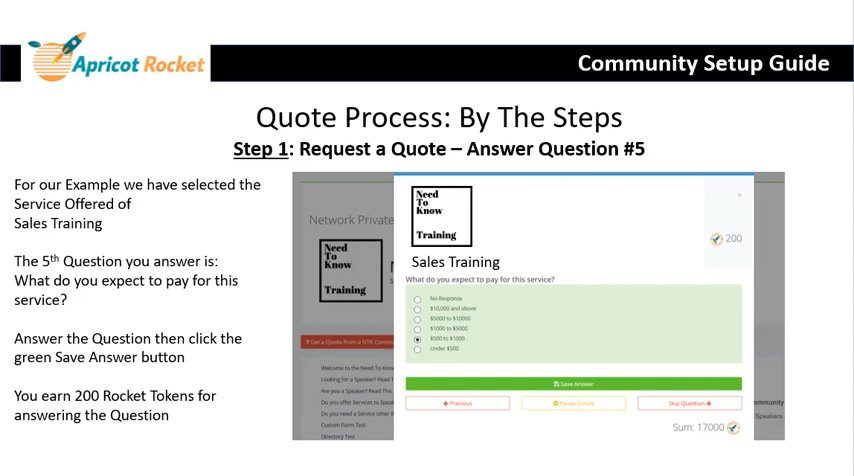 Apricot Rocket
Community Setup Guide
Quote Process: By The Steps
Step 1: Request a Quote – Answer Question #5
For our Example we have selected the
Service Offered of
Sales Training
The 5th Question you answer is:
What do you expect to pay for this
service?
Answer the Question then click the
green Save Answer button
You earn 200 Rocket Tokens for
answering the Question
Network Private
Need
To
Know
Training
N
? Get a Quote from a NTK Comm
Welcome to the Need To Kno
Looking for a Speaker? Read T
Are you a Speaker? Read This
Do you offer Services to Speak
Do you need a Service other t
Custom Form Test
Directory Test
Need
To
Know
Training
×
200
Sales Training
What do you expect to pay for this service?
No Response
$10,000 and above
$5000 to $10000
$1000 to $5000
$500 to $1000
Under $500
Save Answer
Previous
Pause Survey
Skip Question
Sum: 17000
ommunity
Speakers